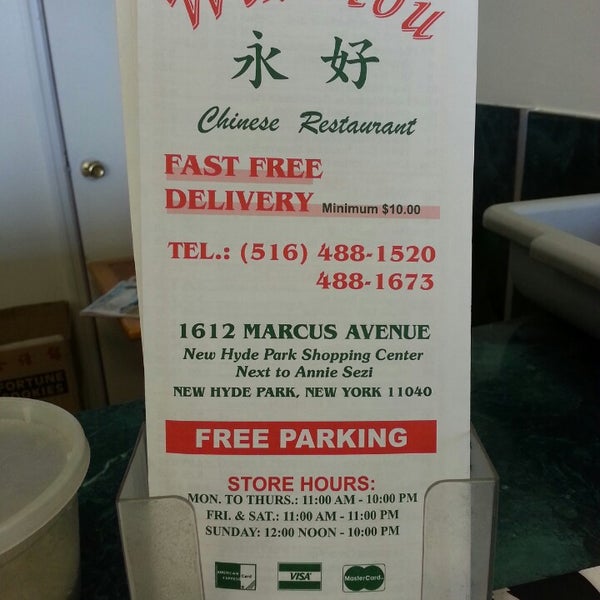 永好
Chinese Restaurant
FAST FREE
DELIVERY Minimum $10.00
TEL.: (516) 488-1520
488-1673
1612 MARCUS AVENUE
New Hyde Park Shopping Center
Next to Annie Sezi
NEW HYDE PARK, NEW YORK 11040
FREE PARKING
STORE HOURS:
MON. TO THURS.: 11:00 AM - 10:00 PM
FRI. & SAT.: 11:00 AM - 11:00 PM
SUNDAY: 12:00 NOON - 10:00 PM
VISA
MasterCard
FORTUNE
COOKIES